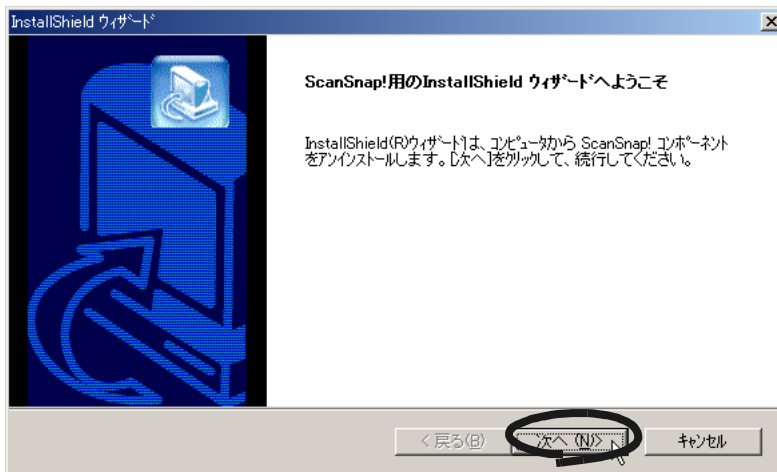 InstallShield ウィザード
ScanSnap!用のInstallShield ウィザードへようこそ
InstallShield(R)ウィザード1は、コンピュータから ScanSnap! コンポーネント
をアンインストールします。[次へ]をクリックして、続行してください。
< 戻る(B)
次へ (N)>
キャンセル